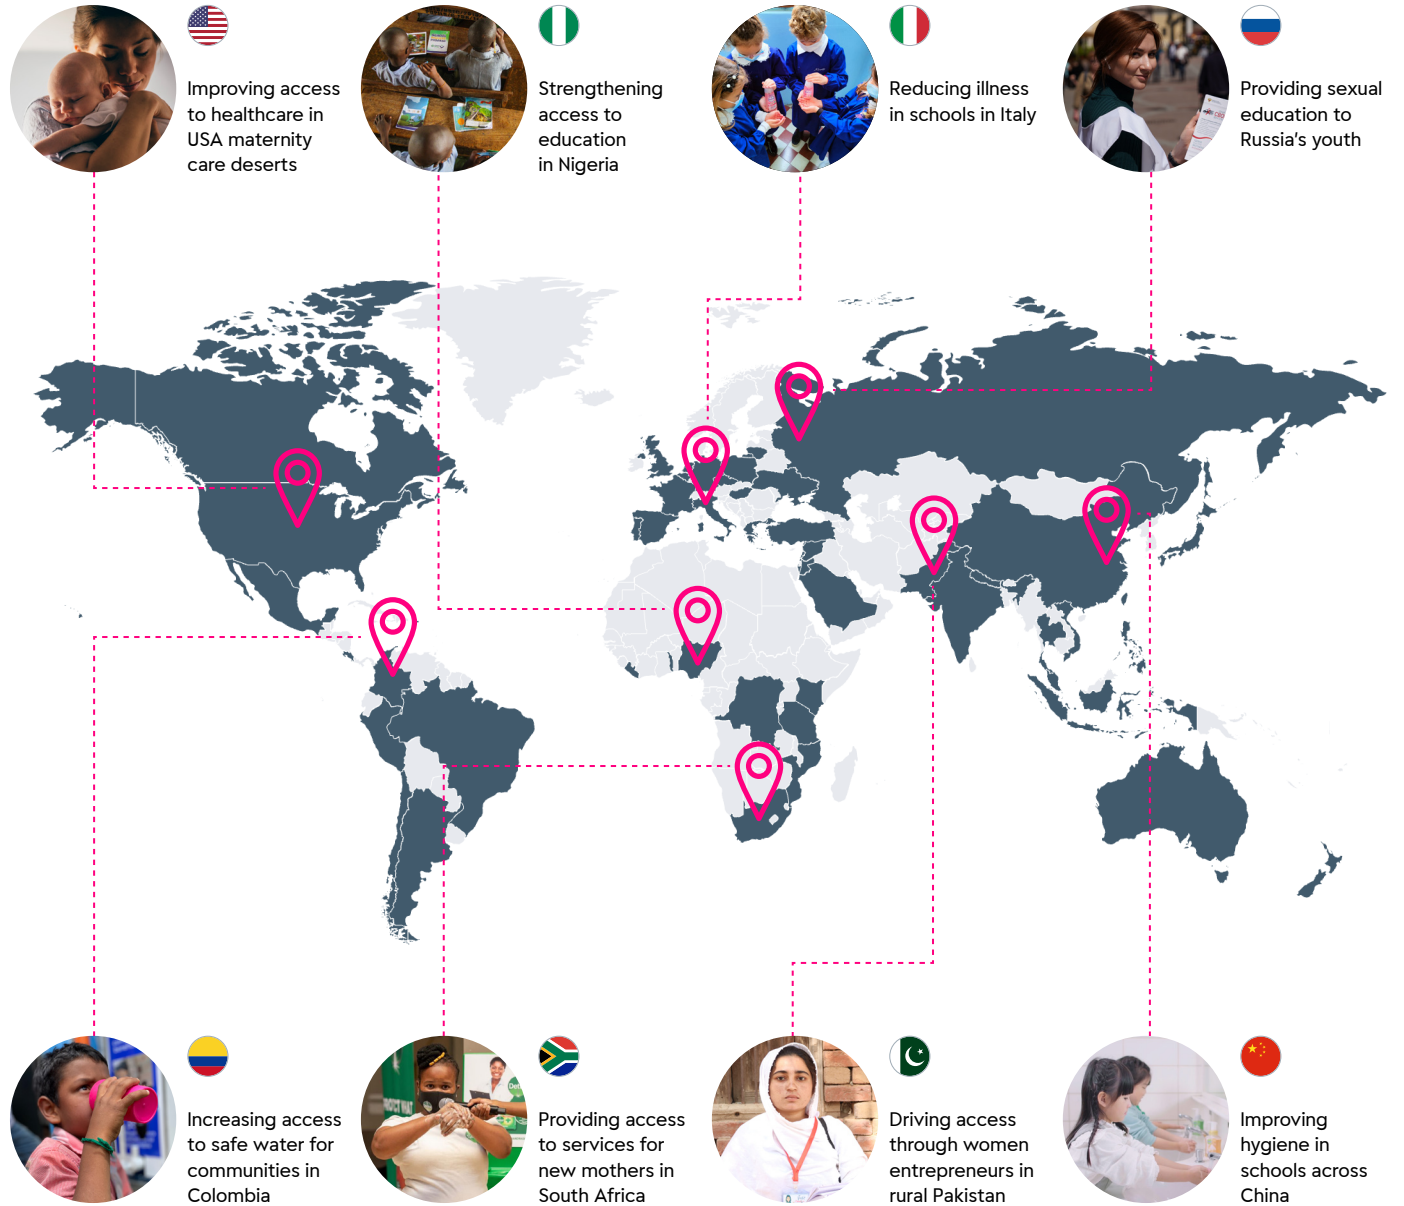 Improving access
to healthcare in
USA maternity
care deserts
Strengthening
access to
education
in Nigeria
Reducing illness
in schools in Italy
Providing sexual
education to
Russia's youth
Increasing access
to safe water for
communities in
Colombia
Providing access
to services for
new mothers in
South Africa
Driving access
through women
entrepreneurs in
rural Pakistan
Improving
hygiene in
schools across
China